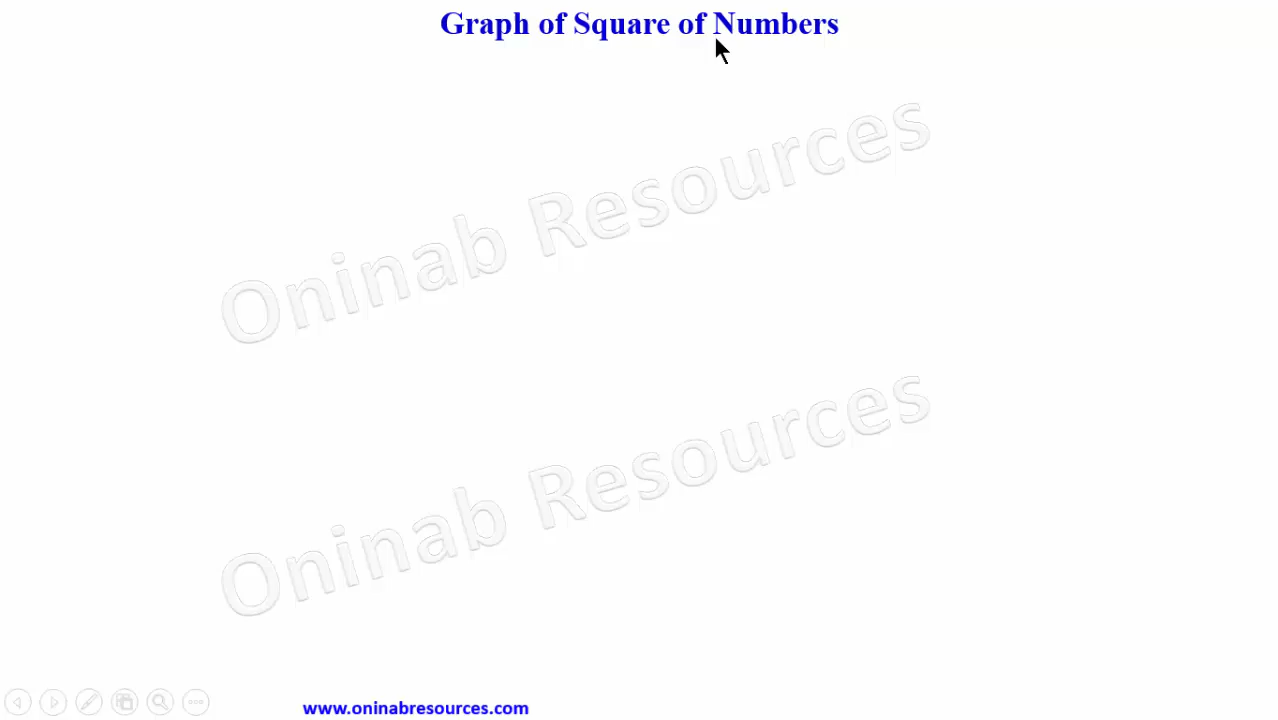 Graph of Square of Numbers
Oninab Resources
Oninab Resources
www.oninabresources.com